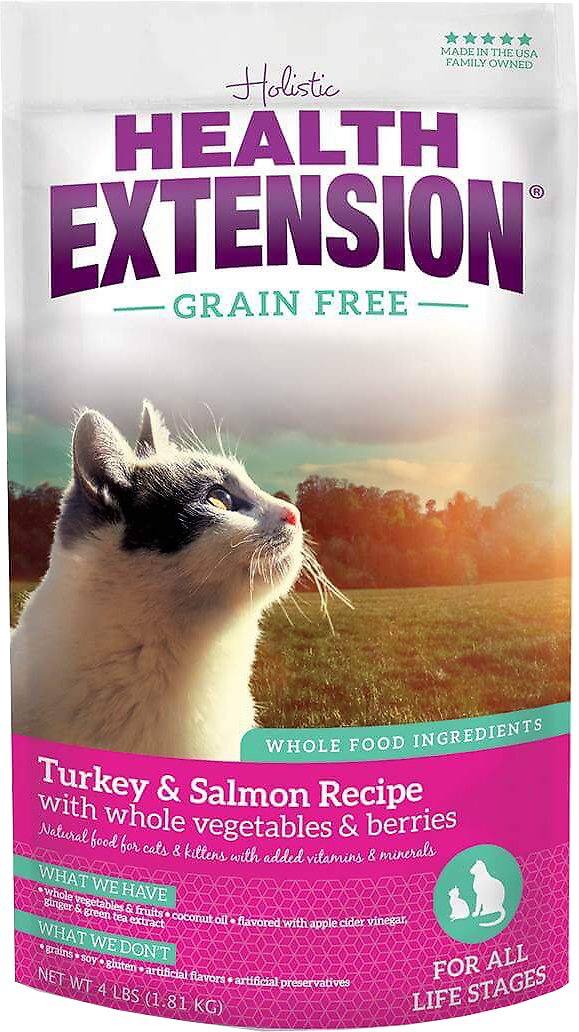 ★★★★★
MADE IN THE USA
FAMILY OWNED
Holistic
HEALTH
EXTENSION®
GRAIN FREE
WHOLE FOOD INGREDIENTS
Turkey & Salmon Recipe
with whole vegetables & berries
Natural food for cats & kittens with added vitamins & minerals
WHAT WE HAVE
• whole vegetables & fruits • coconut oil • flavored with apple cider vinegar,
ginger & green tea extract
WHAT WE DON'T
• grains • soy • gluten • artificial flavors • artificial preservatives
NET WT 4 LBS (1.81 KG)
FOR ALL
LIFE STAGES